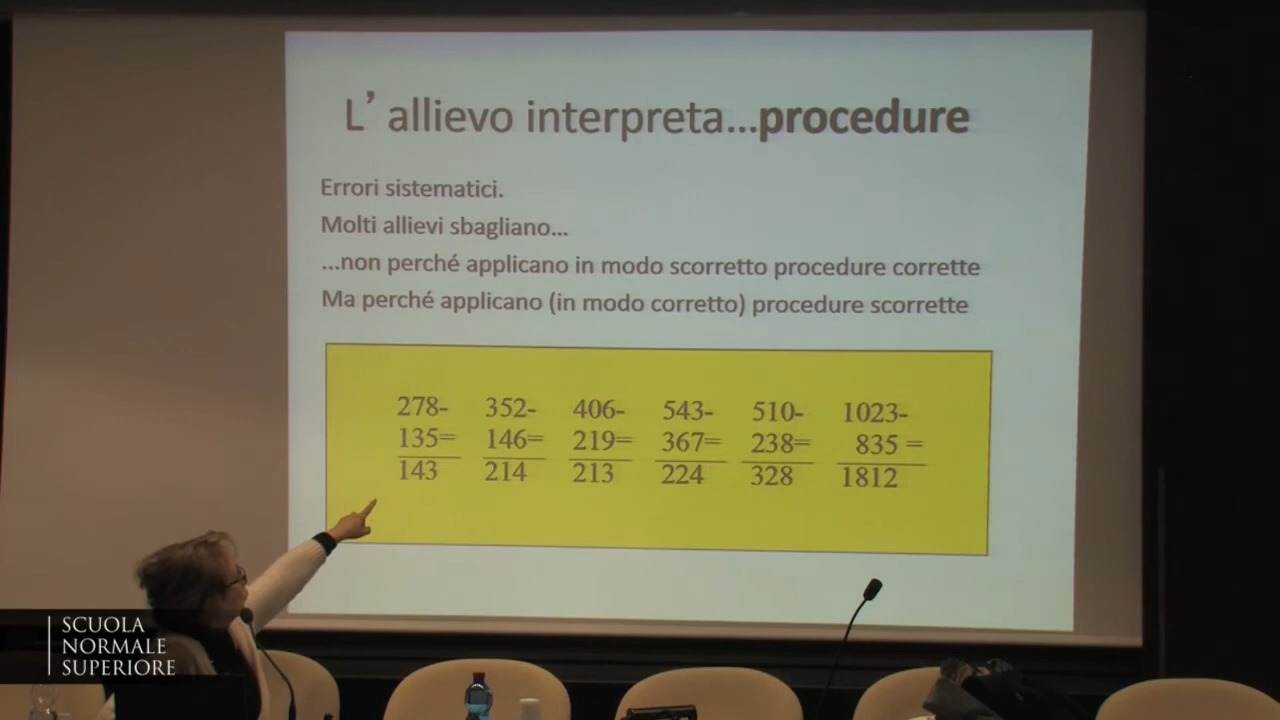 L’ allievo interpreta...procedure
Errori sistematici.
Molti allievi sbagliano...
...non perché applicano in modo scorretto procedure corrette
Ma perché applicano (in modo corretto) procedure scorrette
278- 352- 406- 543- 510- 1023-
135= 146= 219= 367= 238= 835 =
143 214 213 224 328 1812
SCUOLA
NORMALE
SUPERIORE